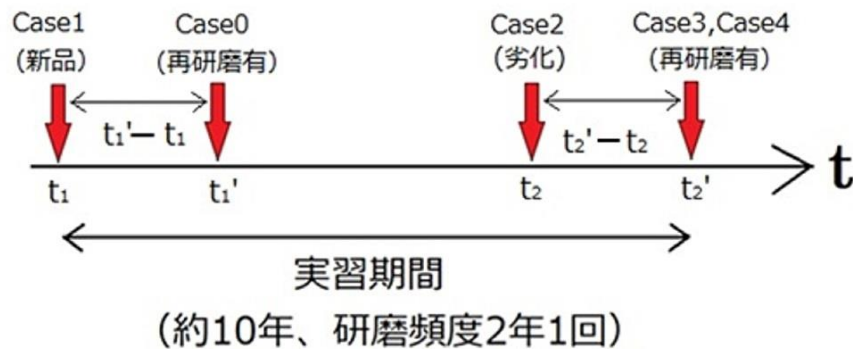 Case1
(新品)
Case0
(再研磨有)
Case2
(劣化)
Case3,Case4
(再研磨有)
t₁'－t₁
t₂'－t₂
t
t₁
t₁'
t₂
t₂'
実習期間
(約10年、研磨頻度2年1回)